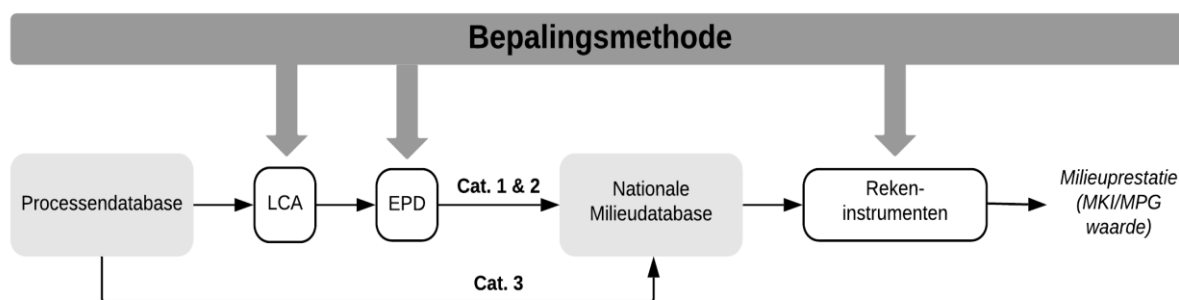 Bepalingsmethode
Processendatabase
LCA
EPD
Cat. 1 & 2
Nationale
Milieudatabase
Reken-
instrumenten
Milieuprestatie
(MKI/MPG
waarde)
Cat. 3